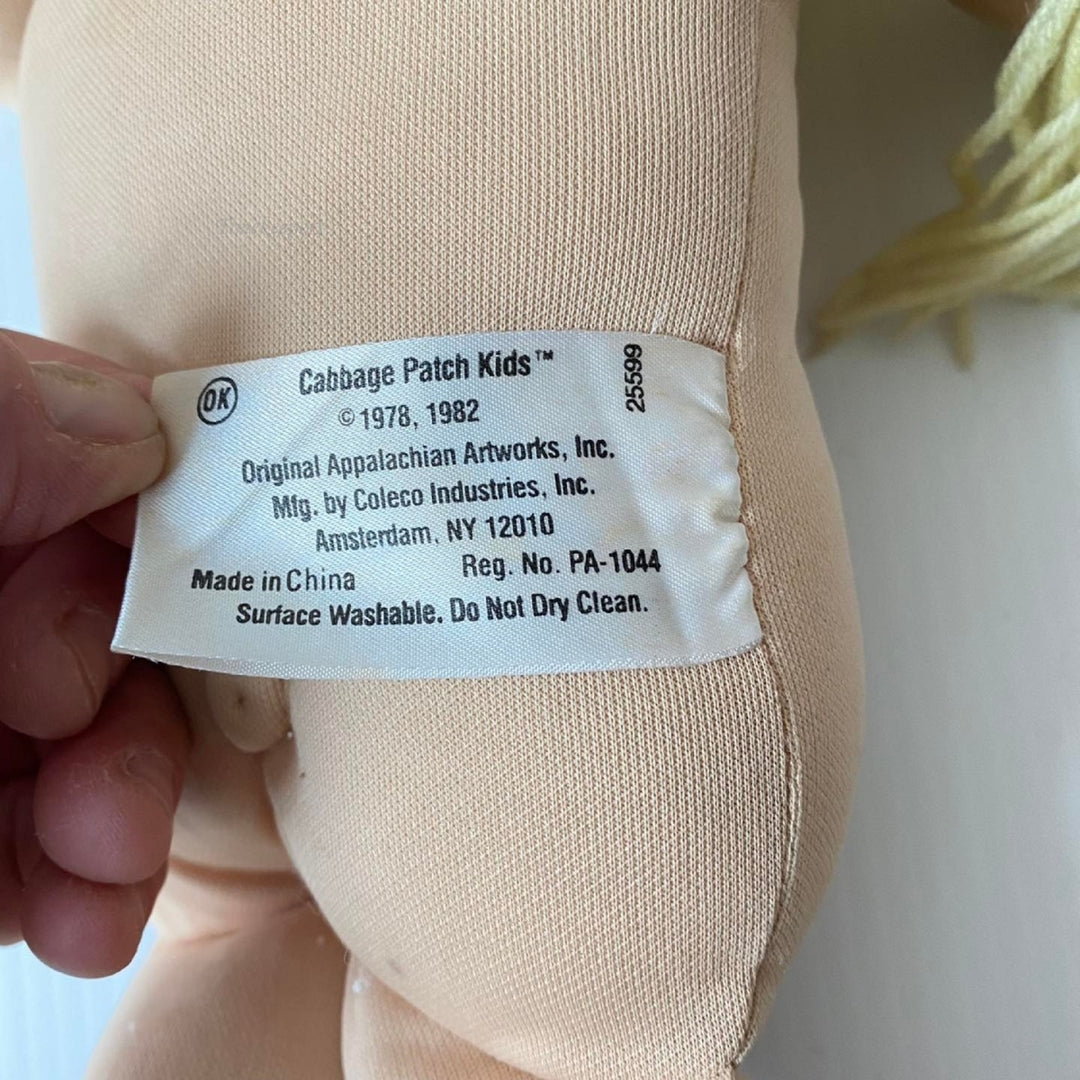 OK
Cabbage Patch Kids™
25599
© 1978, 1982
Original Appalachian Artworks, Inc.
Mfg. by Coleco Industries, Inc.
Amsterdam, NY 12010
Reg. No. PA-1044
Made in China
Surface Washable. Do Not Dry Clean.